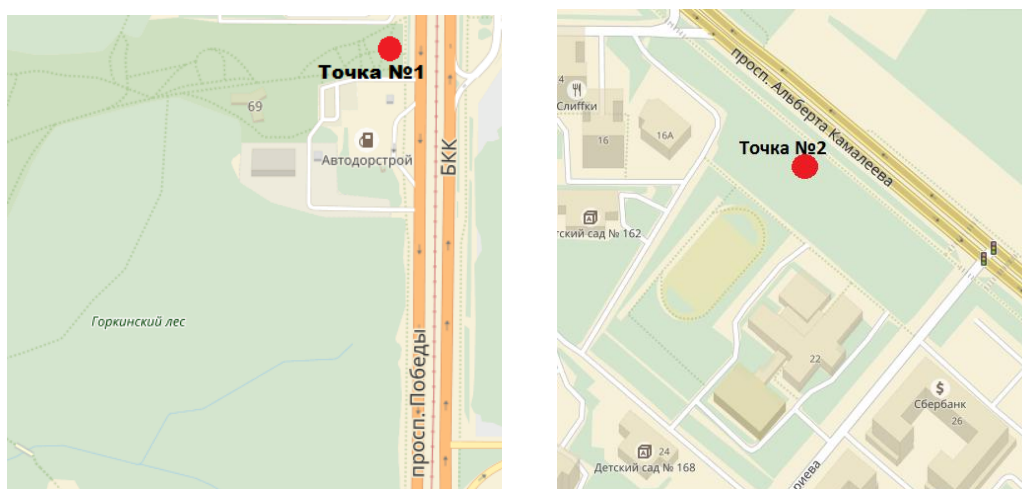 Точка №1
69
Автодорстрой
БКК
Горкинский лес
просп. Победы
просп. Альберта Камалеева
4
Слиffки
16
16А
Точка №2
тский сад № 162
22
Сбербанк
26
24
Детский сад № 168
риева